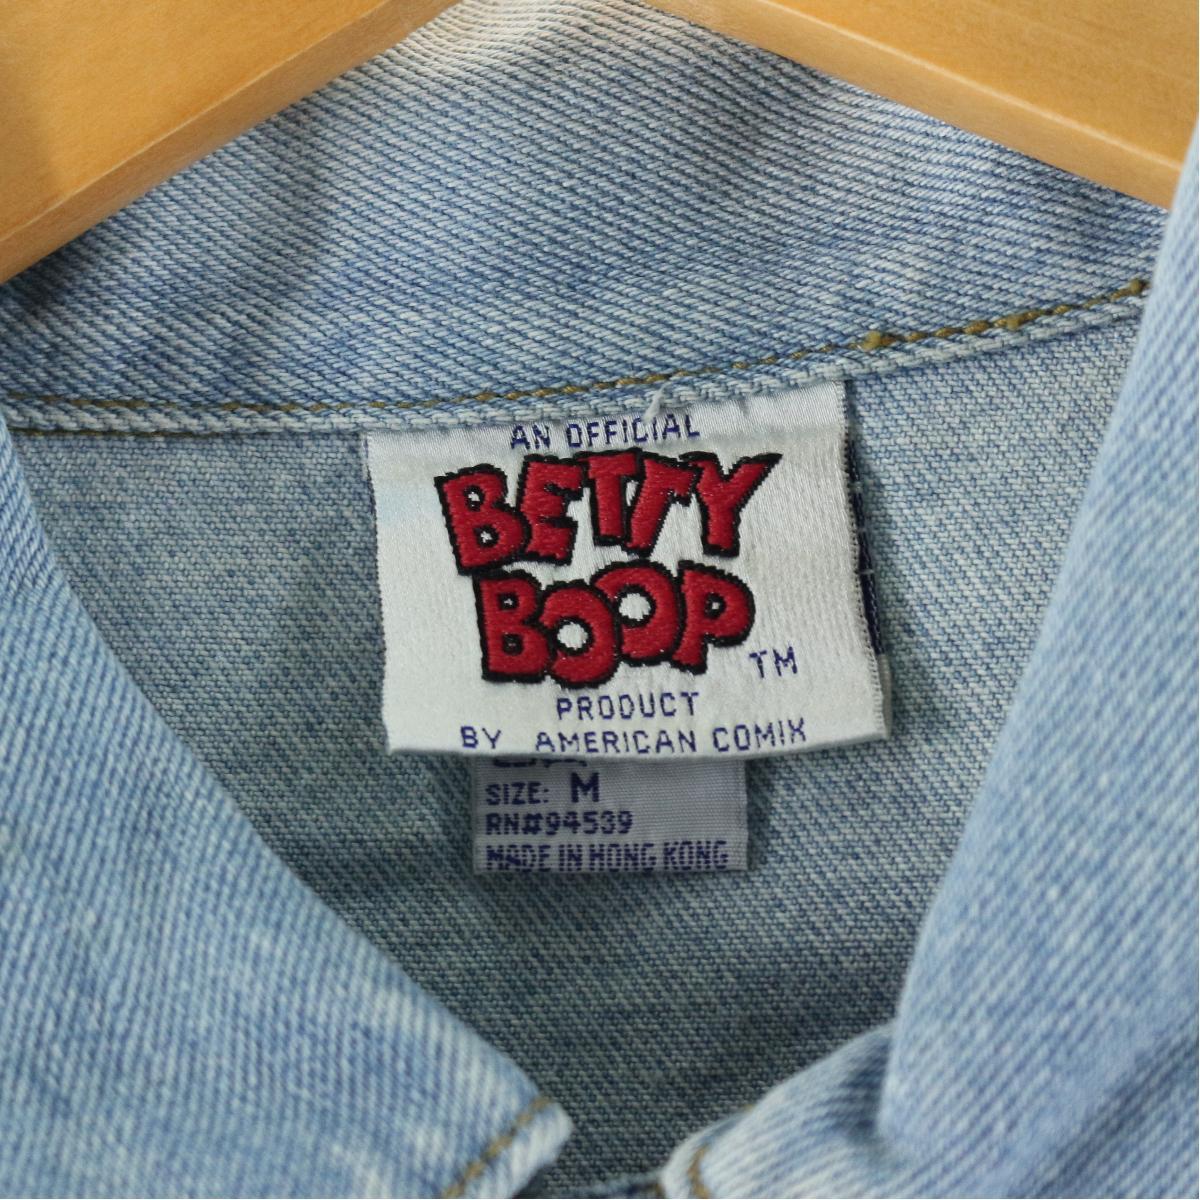 AN OFFICIAL
BETTY
BOOP
TM
PRODUCT
BY AMERICAN COMIX
SIZE: M
RN#94539
MADE IN HONG KONG